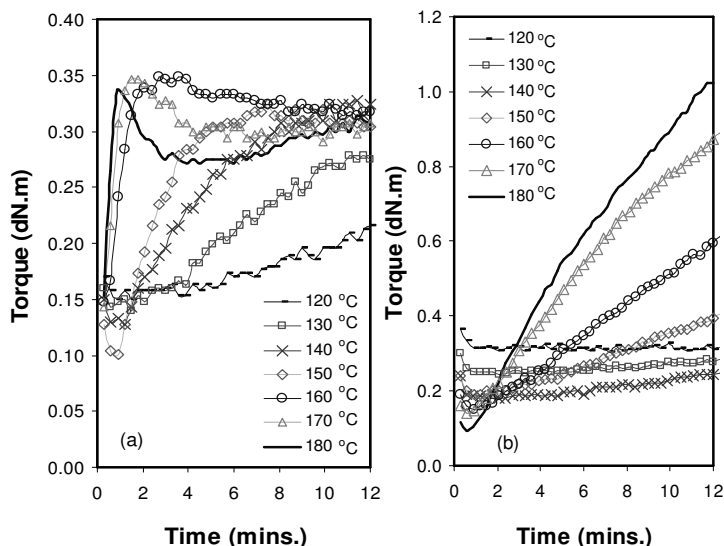 0.40
0.35
0.30
0.25
0.20
0.15
0.10
0.05
0.00
Torque (dN.m)
120 °C
130 °C
140 °C
150 °C
160 °C
170 °C
180 °C
(a)
0 2 4 6 8 10 12
Time (mins.)
1.2
1.0
0.8
0.6
0.4
0.2
0.0
Torque (dN.m)
120 °C
130 °C
140 °C
150 °C
160 °C
170 °C
180 °C
(b)
0 2 4 6 8 10 12
Time (mins.)